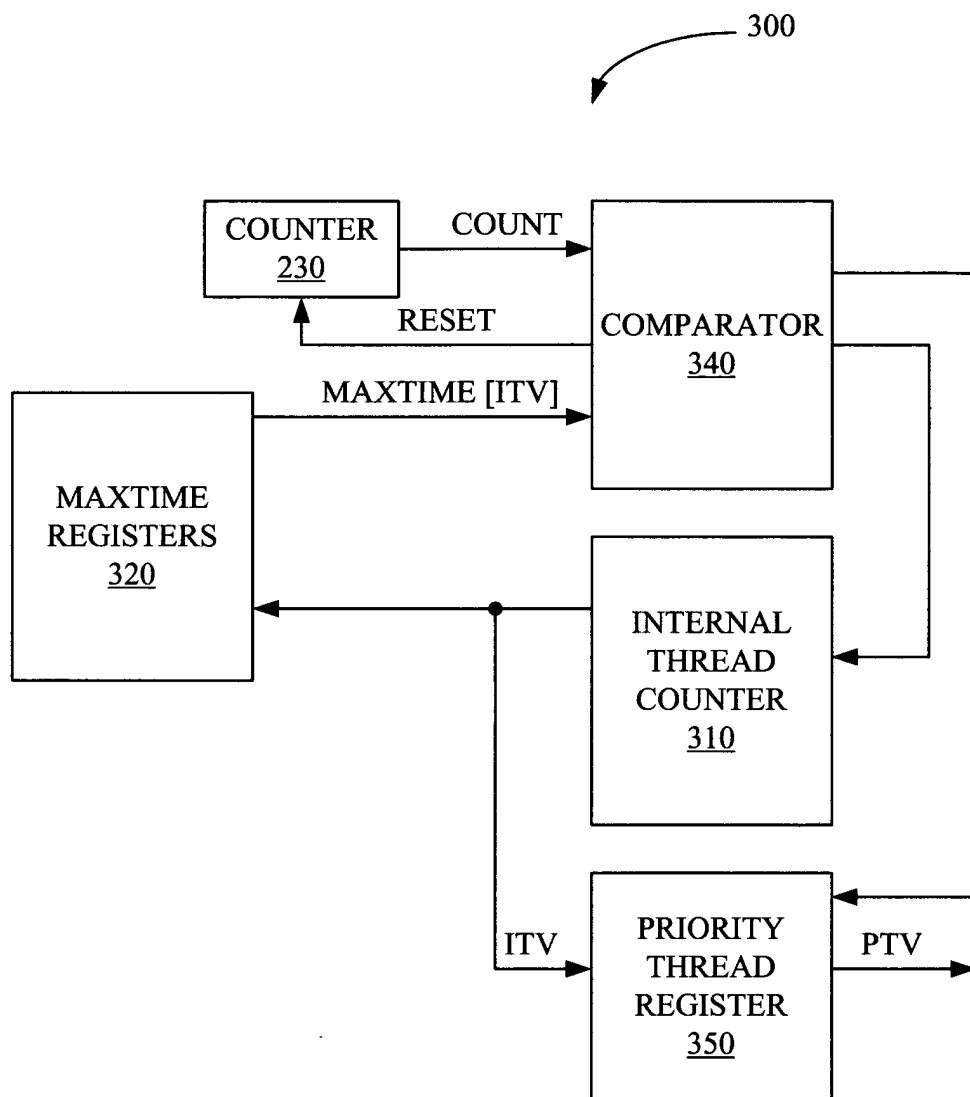 300
COUNTER
230
COUNT
RESET
COMPARATOR
340
MAXTIME [ITV]
MAXTIME
REGISTERS
320
INTERNAL
THREAD
COUNTER
310
ITV
PRIORITY
THREAD
REGISTER
350
PTV